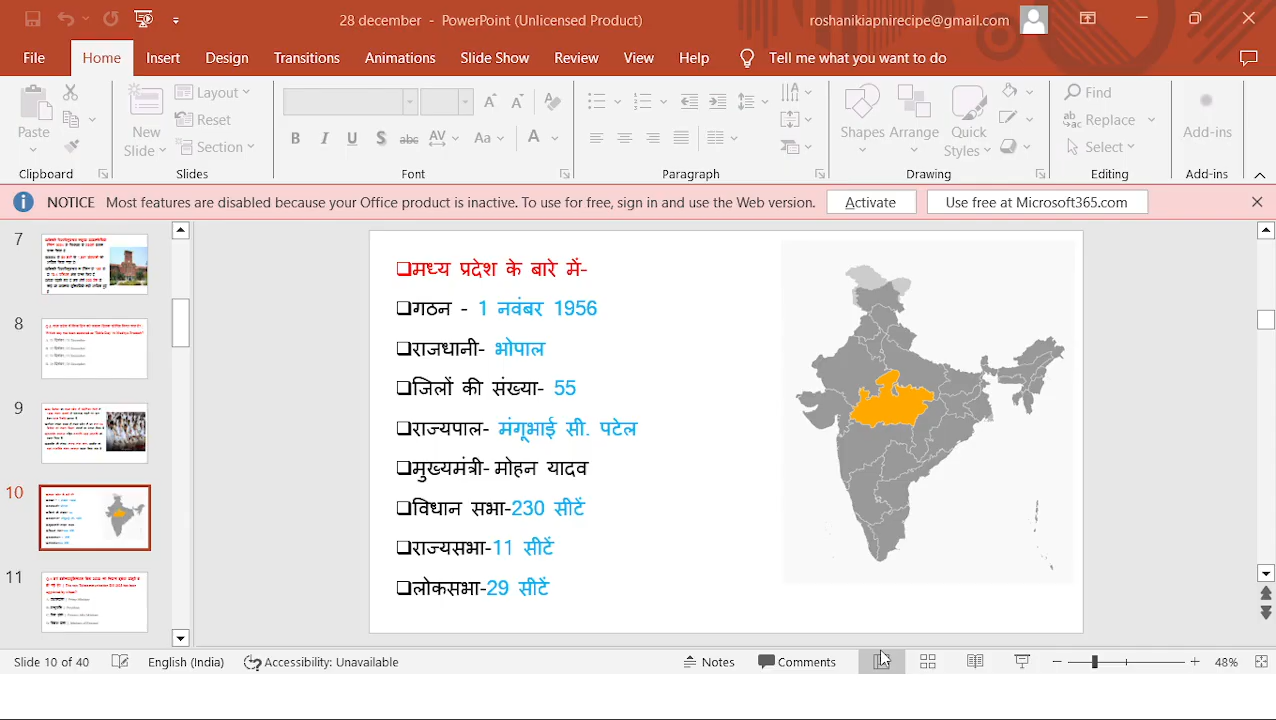 28 december - PowerPoint (Unlicensed Product)
roshanikiapnirecipe@gmail.com
File Home Insert Design Transitions Animations Slide Show Review View Help Tell me what you want to do
Paste
Clipboard
New Slide
Layout
Reset
Section
Slides
B I U S abc AV Aa A
Font
Paragraph
Shapes Arrange Quick Styles
Drawing
Find
Replace
Select
Editing
Add-ins
Add-ins
NOTICE Most features are disabled because your Office product is inactive. To use for free, sign in and use the Web version. Activate Use free at Microsoft365.com
7
8
9
10
11
मध्य प्रदेश के बारे में-
गठन - 1 नवंबर 1956
राजधानी- भोपाल
जिलों की संख्या- 55
राज्यपाल- मंगूभाई सी. पटेल
मुख्यमंत्री- मोहन यादव
विधान सभा-230 सीटें
राज्यसभा-11 सीटें
लोकसभा-29 सीटें
Slide 10 of 40 English (India) Accessibility: Unavailable Notes Comments 48%